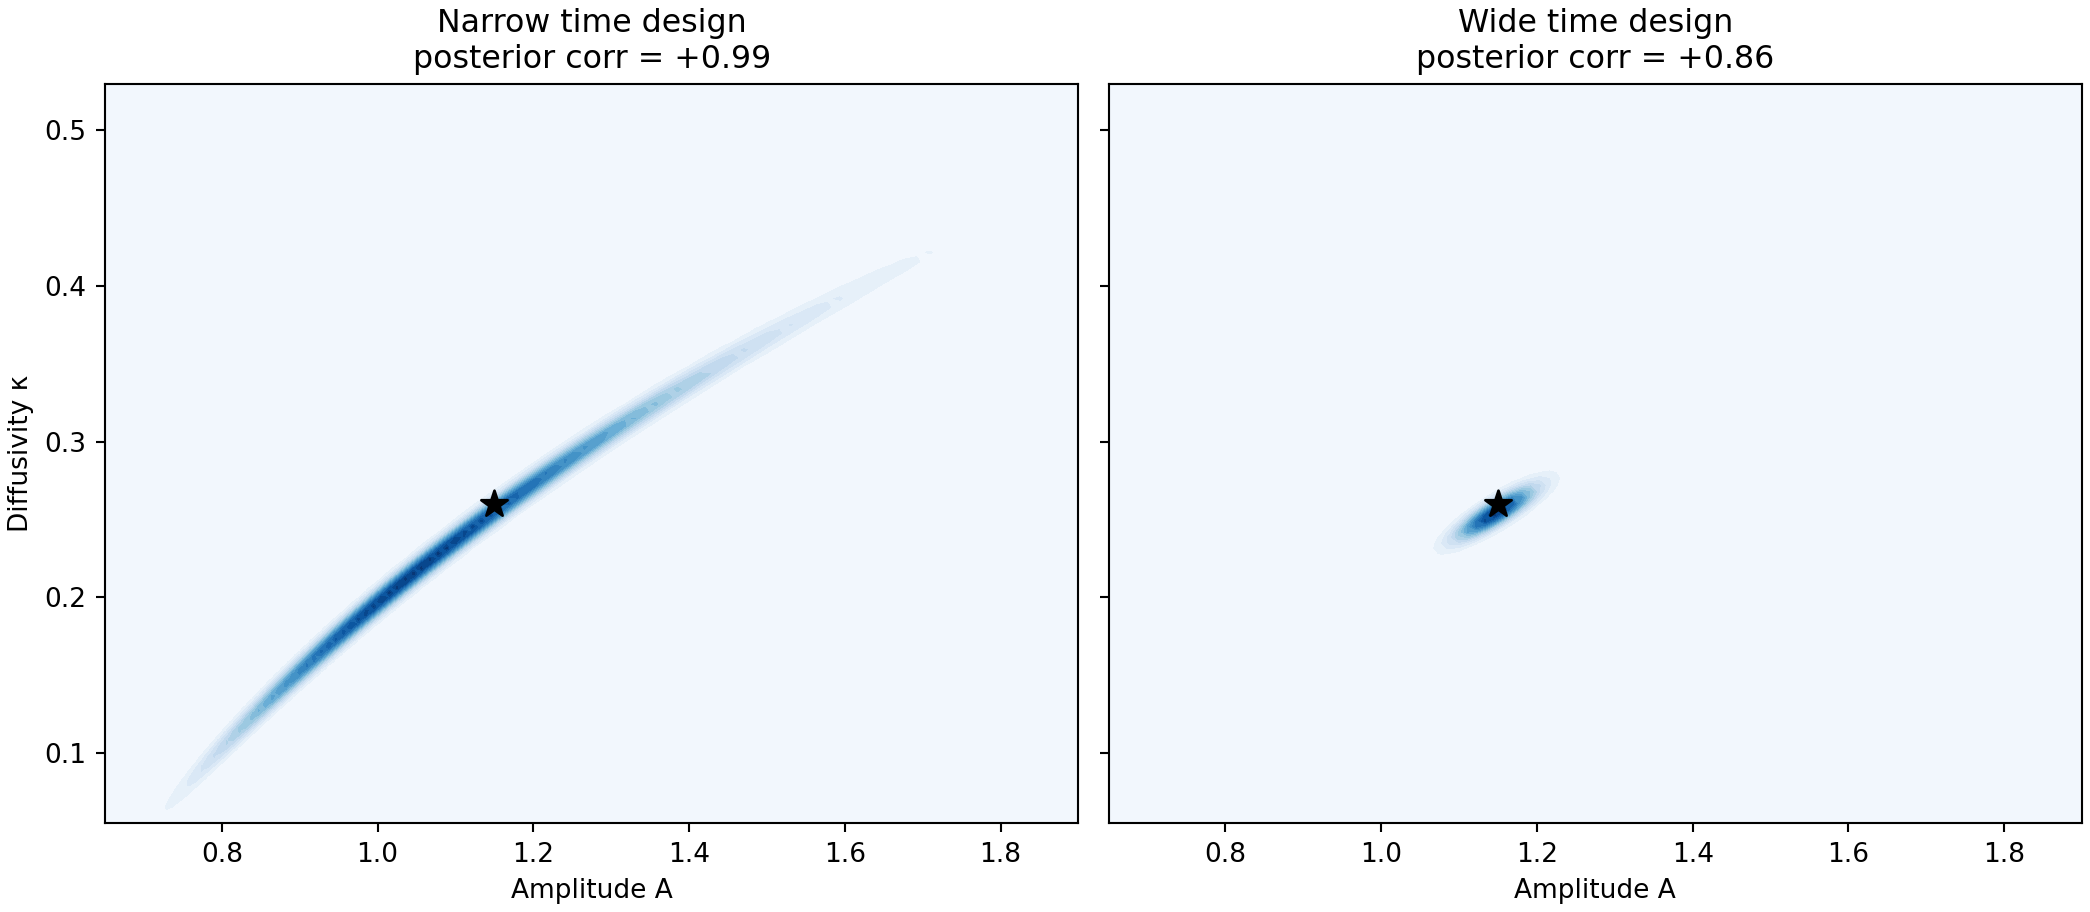 Narrow time design
posterior corr = +0.99
Wide time design
posterior corr = +0.86
Diffusivity κ
0.5
0.4
0.3
0.2
0.1
0.8 1.0 1.2 1.4 1.6 1.8
Amplitude A
0.8 1.0 1.2 1.4 1.6 1.8
Amplitude A